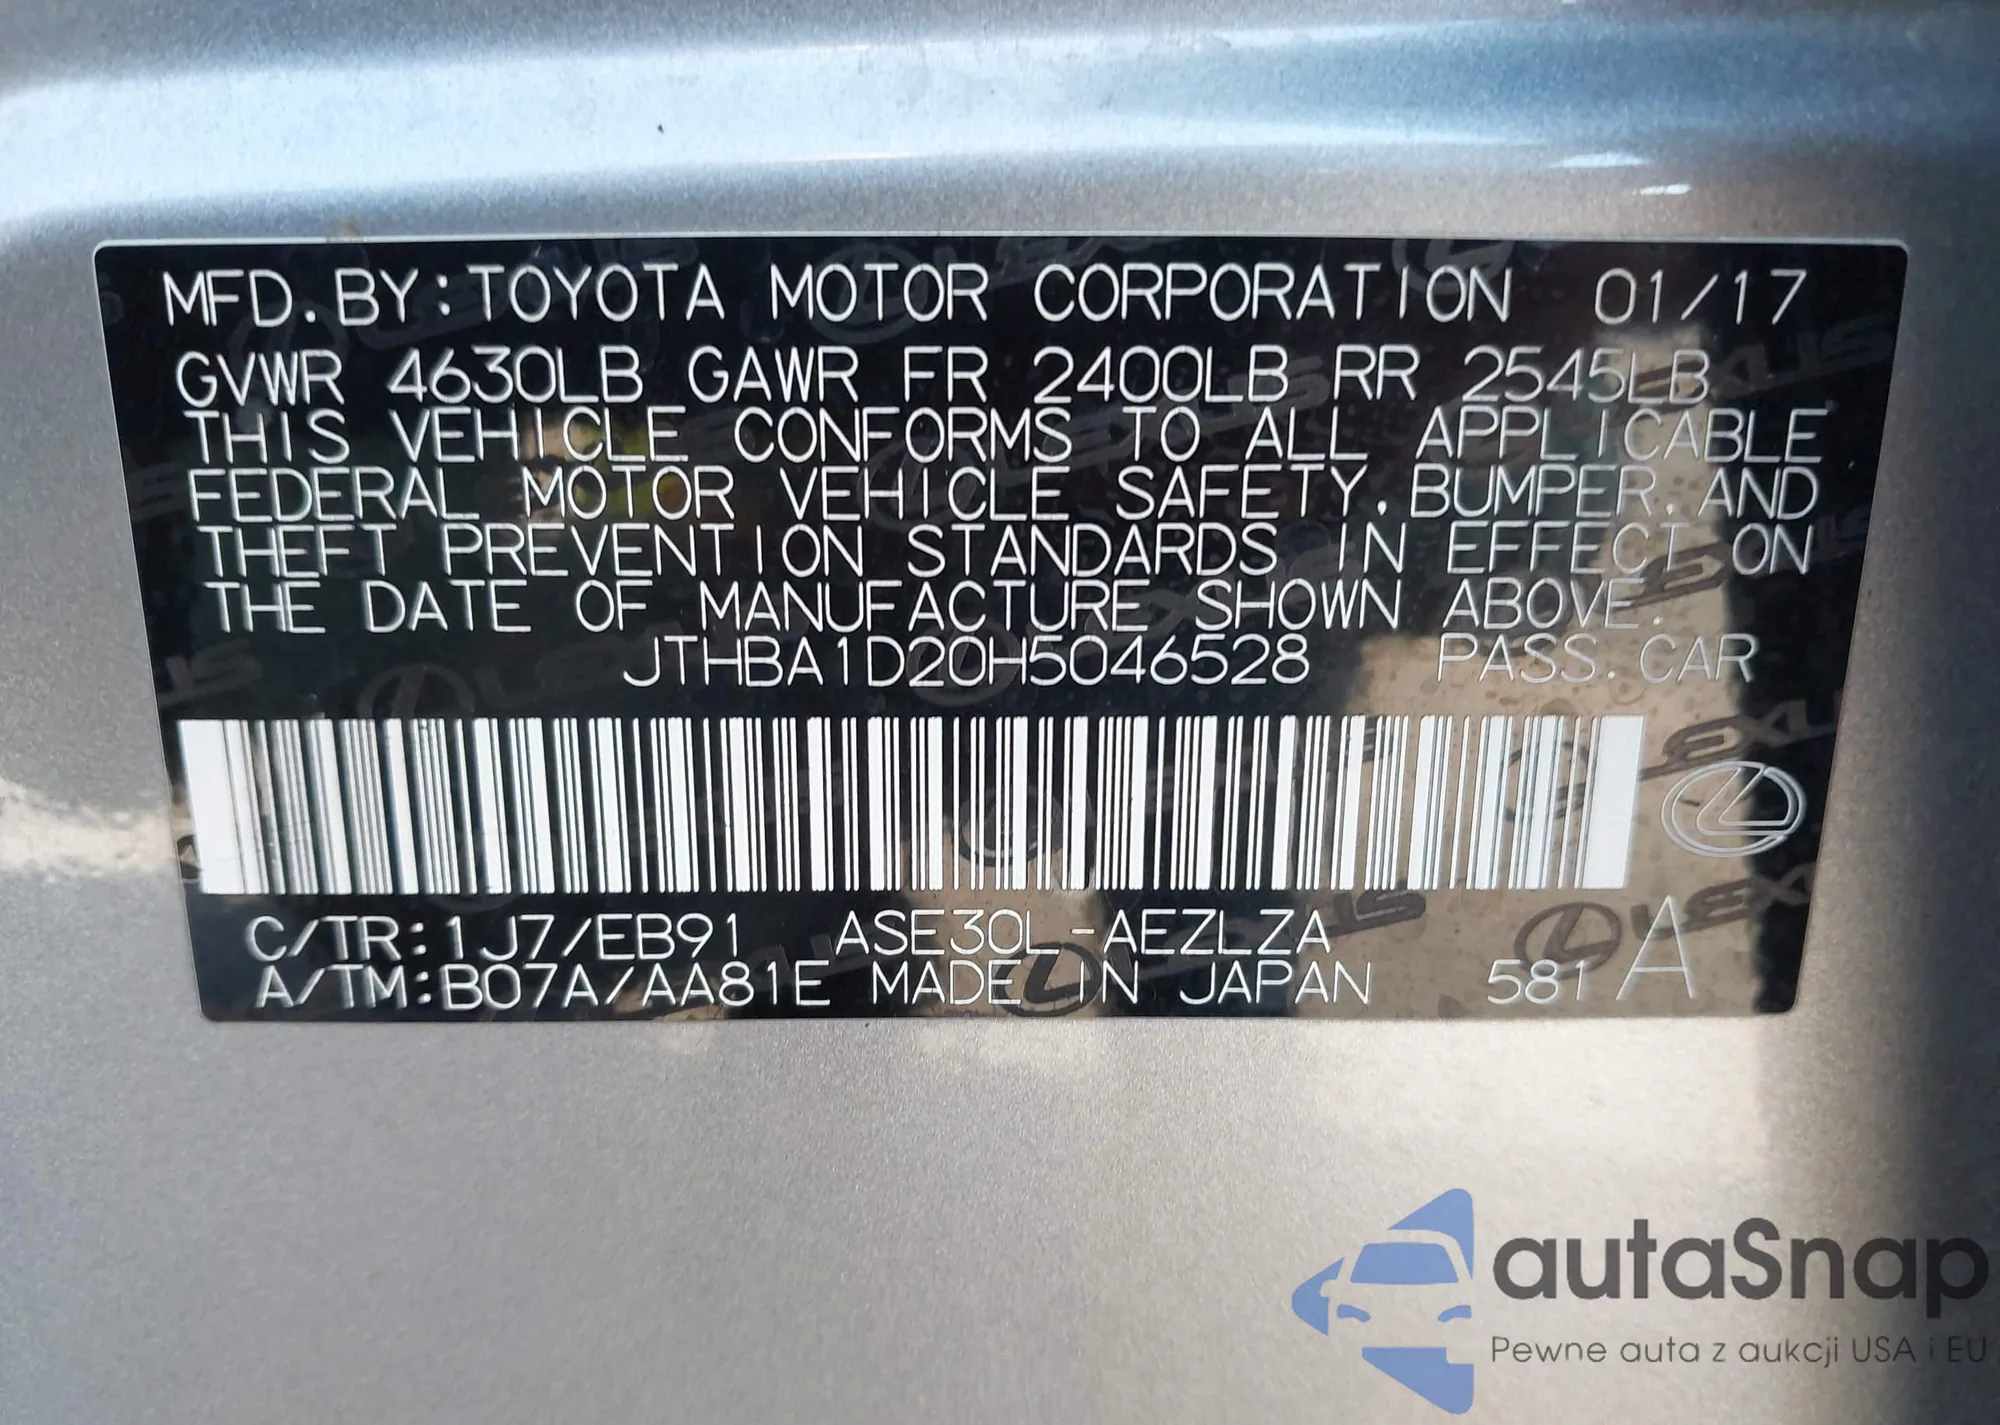 MFD. BY: TOYOTA MOTOR CORPORATION 01/17
GVWR 4630LB GAWR FR 2400LB RR 2545LB
THIS VEHICLE CONFORMS TO ALL APPLICABLE
FEDERAL MOTOR VEHICLE SAFETY, BUMPER, AND
THEFT PREVENTION STANDARDS IN EFFECT ON
THE DATE OF MANUFACTURE SHOWN ABOVE.
JTHBA1D20H5046528 PASS. CAR
C/TR: 1J7/EB91 ASE30L-AEZLZA
A/TM: B07A/AA81E MADE IN JAPAN 581 A
LEXUS
autaSnap
Pewne auta z aukcji USA i EU